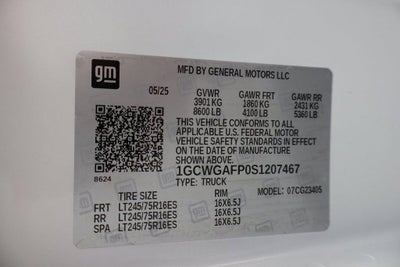 gm
MFD BY GENERAL MOTORS LLC
05/25 GVWR GAWR FRT GAWR RR
3901 KG 1860 KG 2431 KG
8600 LB 4100 LB 5360 LB
THIS VEHICLE CONFORMS TO ALL
APPLICABLE U.S. FEDERAL MOTOR
VEHICLE SAFETY STANDARDS IN EFFECT
ON THE DATE OF MANUFACTURE SHOWN ABOVE.
1GCWGAFP0S1207467
8624 TYPE: TRUCK MODEL: 07CG23405
TIRE SIZE RIM
FRT LT245/75R16ES 16X6.5J
RR LT245/75R16ES 16X6.5J
SPA LT245/75R16ES 16X6.5J